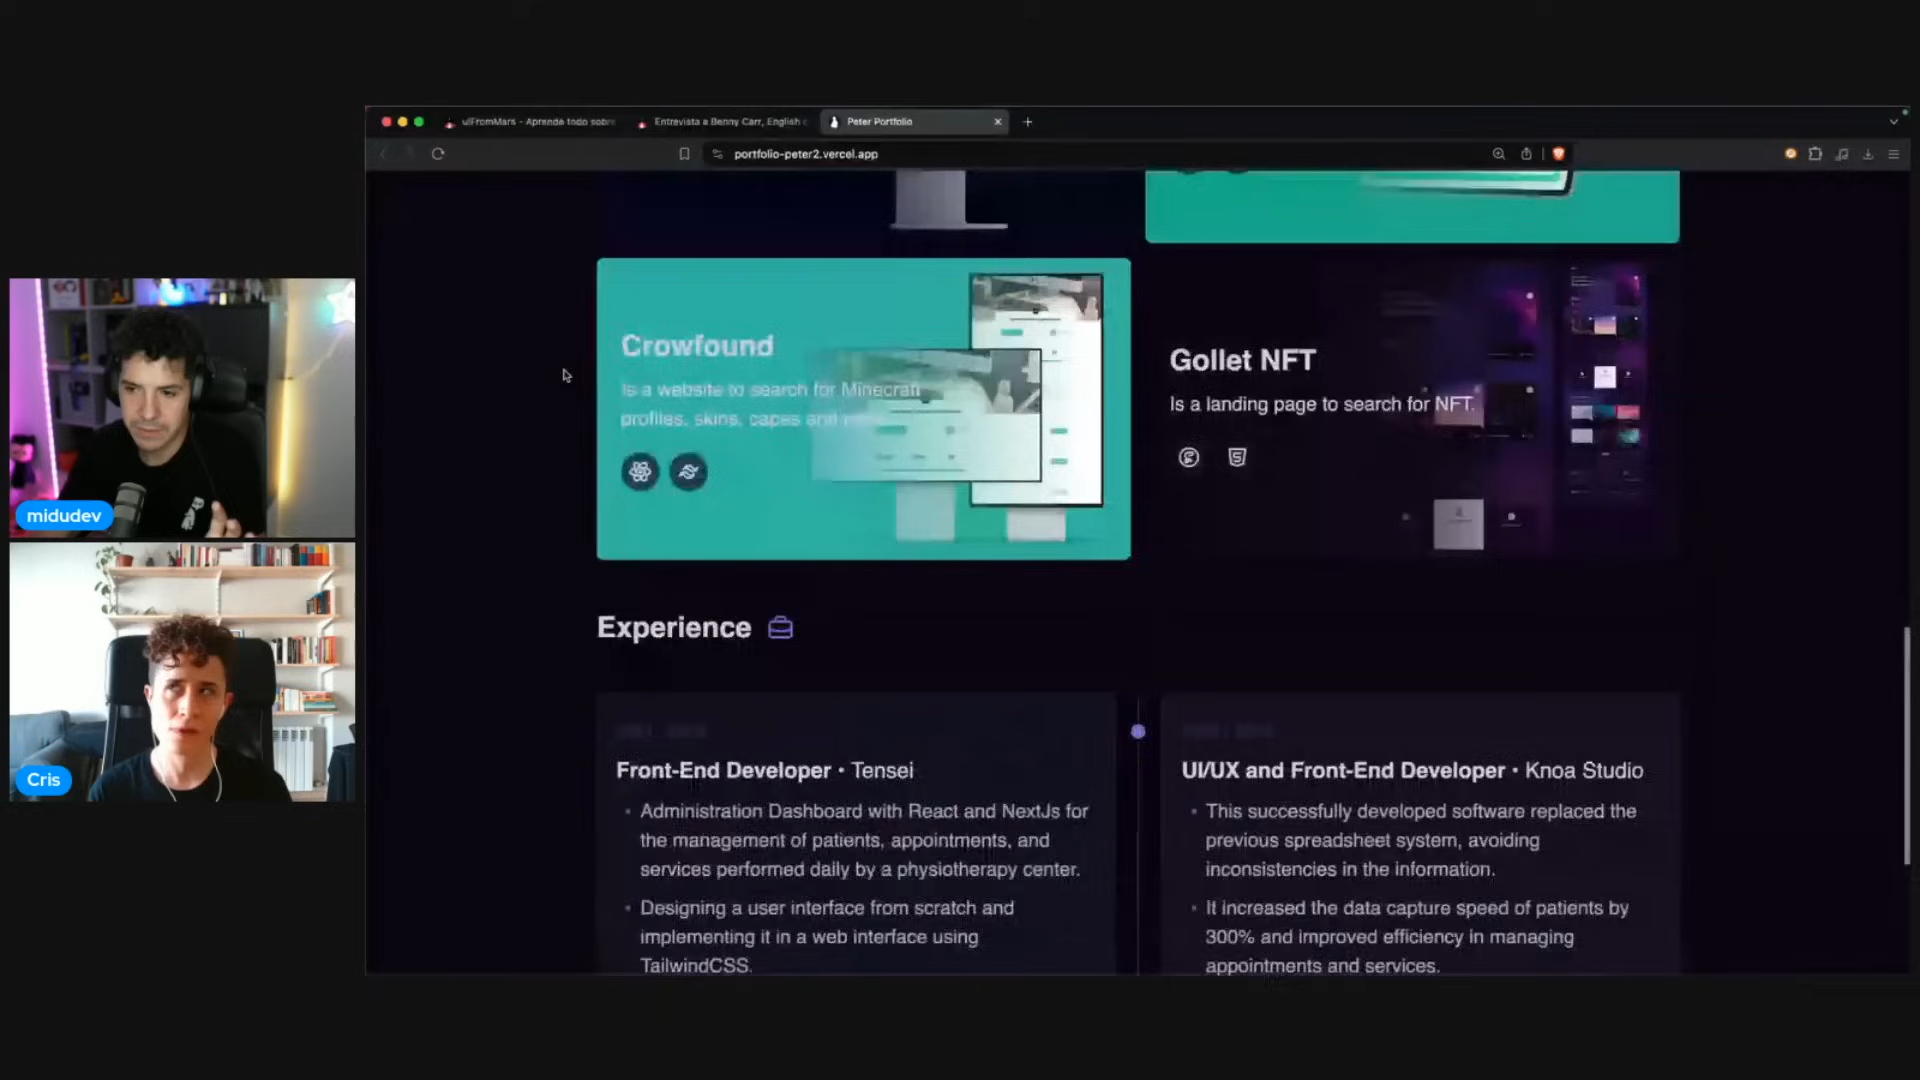 uiFromMars - Aprende todo sobre
Entrevista a Benny Carr, English
Peter Portfolio
portfolio-peter2.vercel.app
Crowfound
Is a website to search for Minecraft
profiles, skins, capes and
Gollet NFT
Is a landing page to search for NFT.
midudev
Cris
Experience
Front-End Developer • Tensei
• Administration Dashboard with React and NextJs for
the management of patients, appointments, and
services performed daily by a physiotherapy center.
• Designing a user interface from scratch and
implementing it in a web interface using
TailwindCSS.
UI/UX and Front-End Developer • Knoa Studio
• This successfully developed software replaced the
previous spreadsheet system, avoiding
inconsistencies in the information.
• It increased the data capture speed of patients by
300% and improved efficiency in managing
appointments and services.